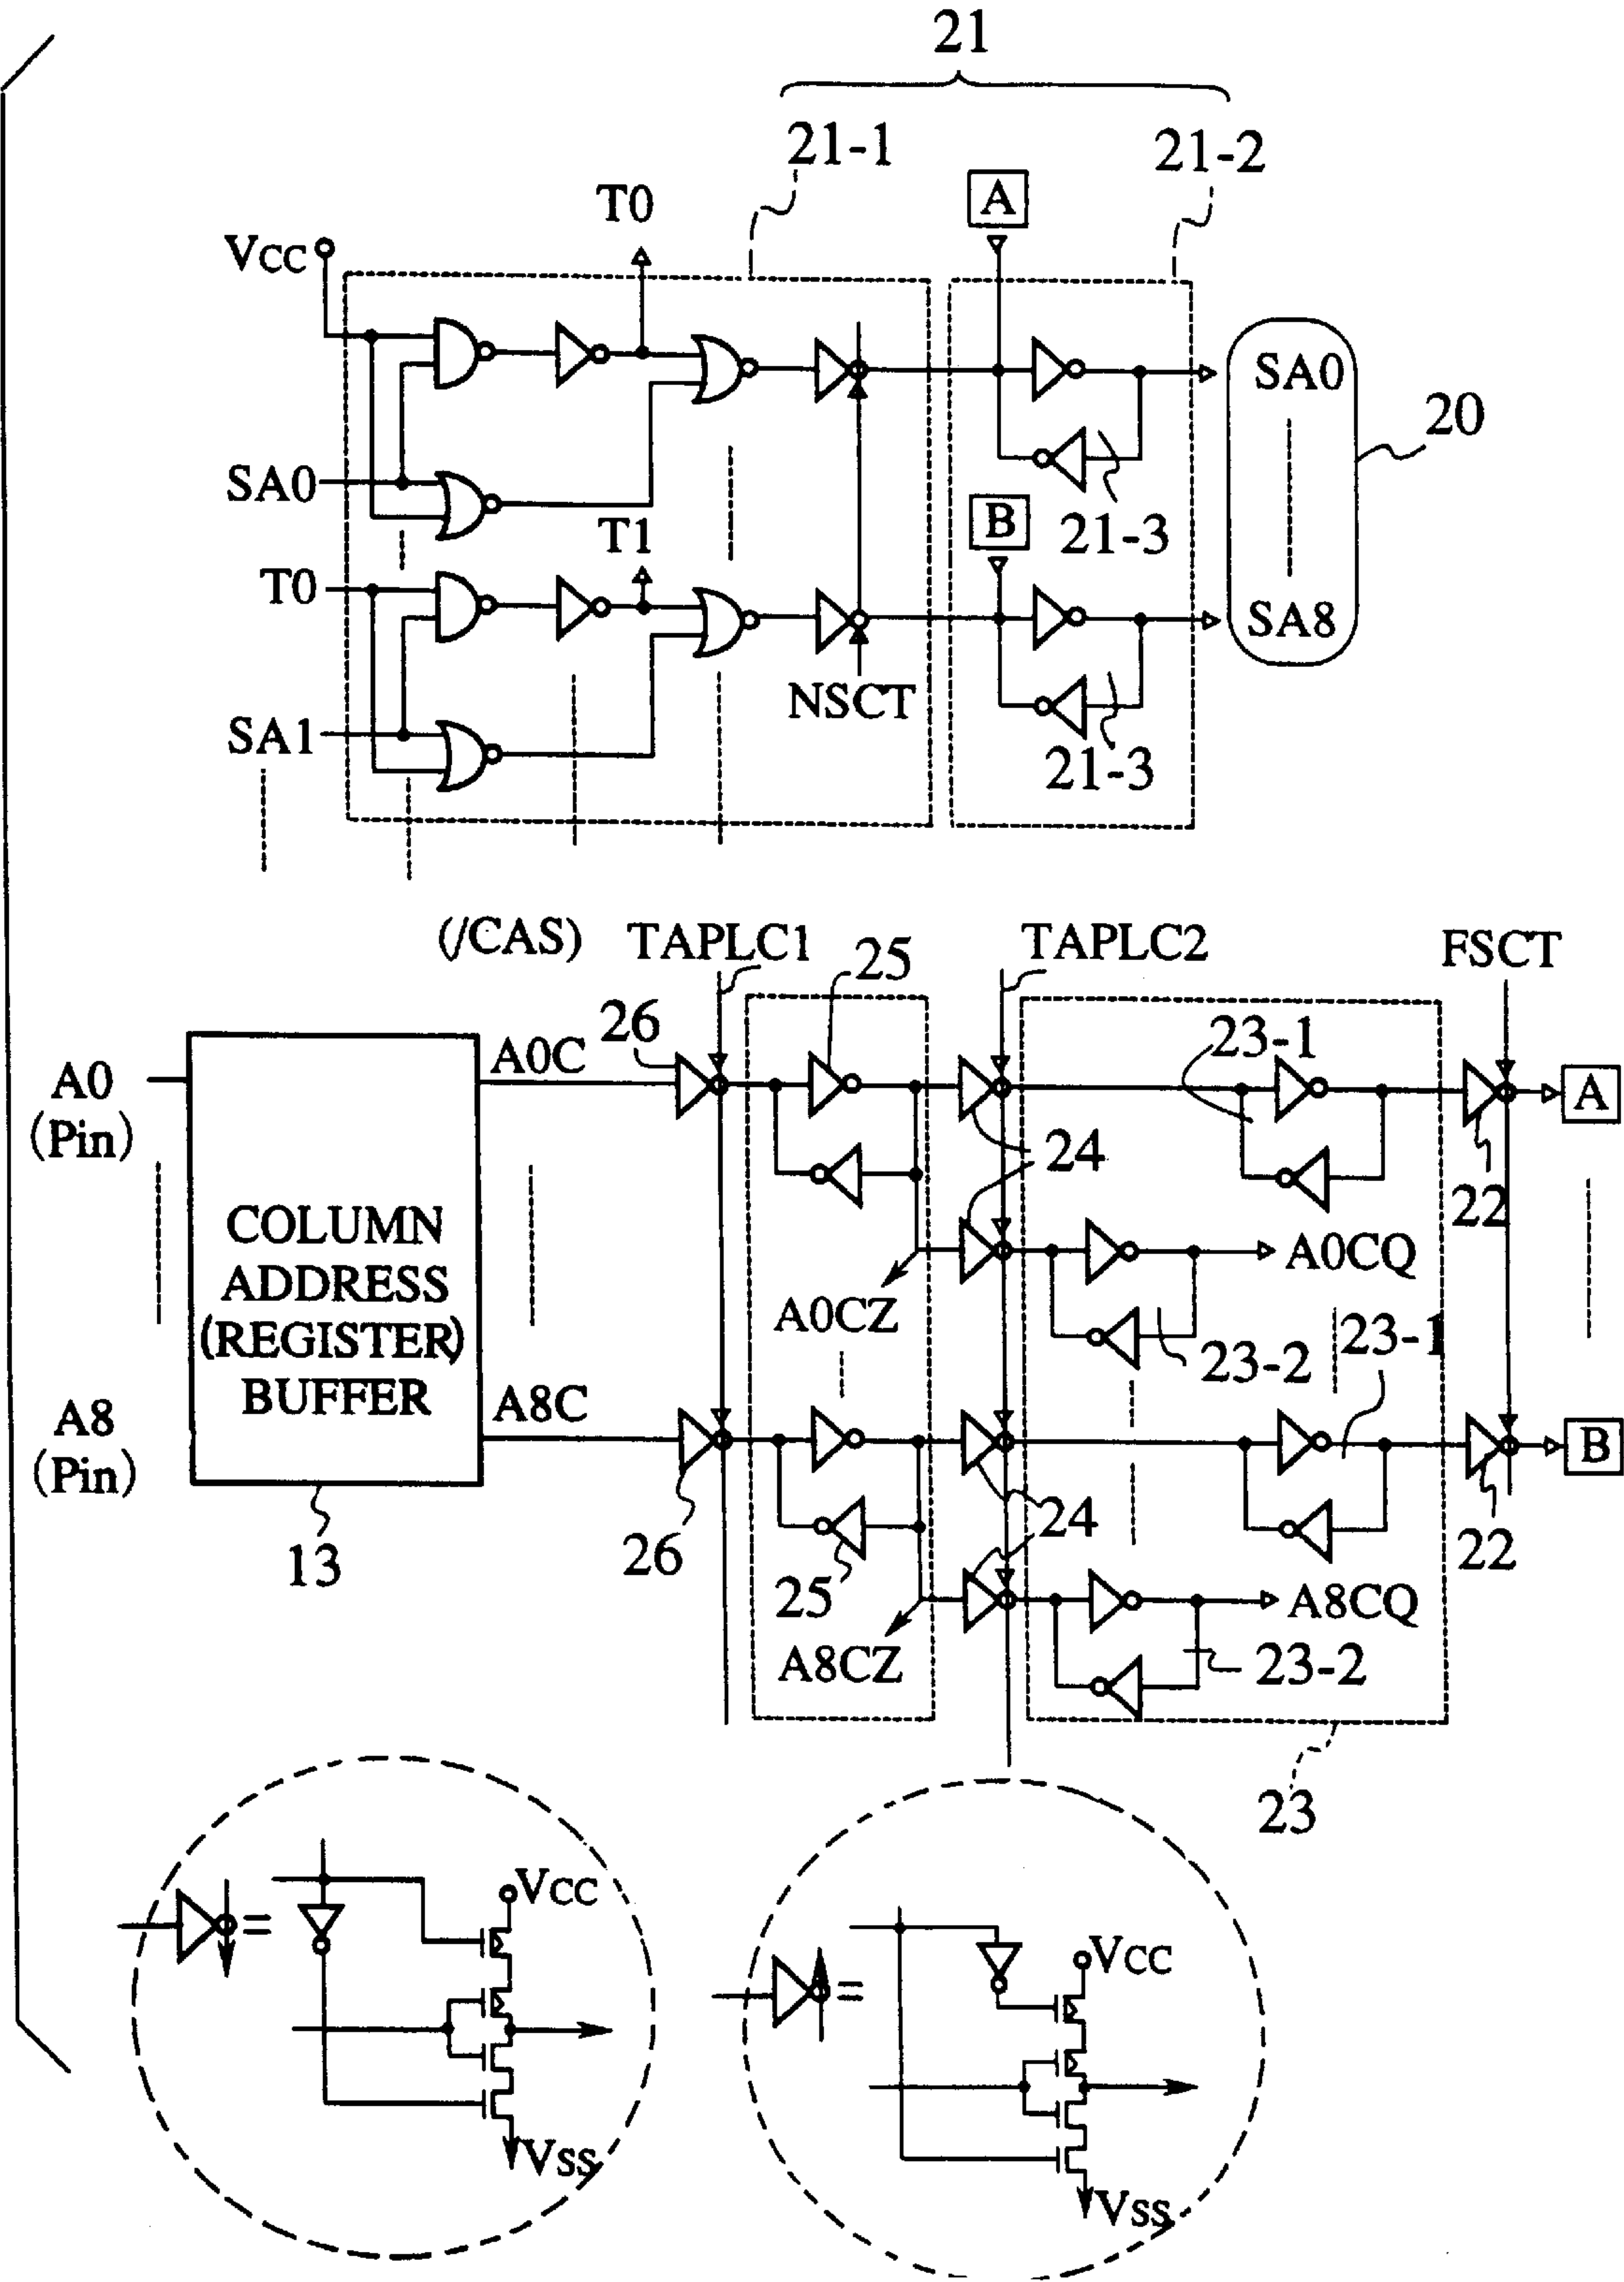 21
21-1
21-2
T0
A
VCC
SA0
20
SA0
T1
B
21-3
T0
SA8
NSCT
SA1
21-3
(/CAS)
TAPLC1
25
TAPLC2
FSCT
26
A0C
23-1
A0
(Pin)
A
24
22
COLUMN
ADDRESS
(REGISTER)
BUFFER
A0CQ
A0CZ
23-2
23-1
A8
(Pin)
A8C
B
13
26
25
24
22
A8CQ
A8CZ
23-2
23
=
VCC
VSS
=
VCC
VSS